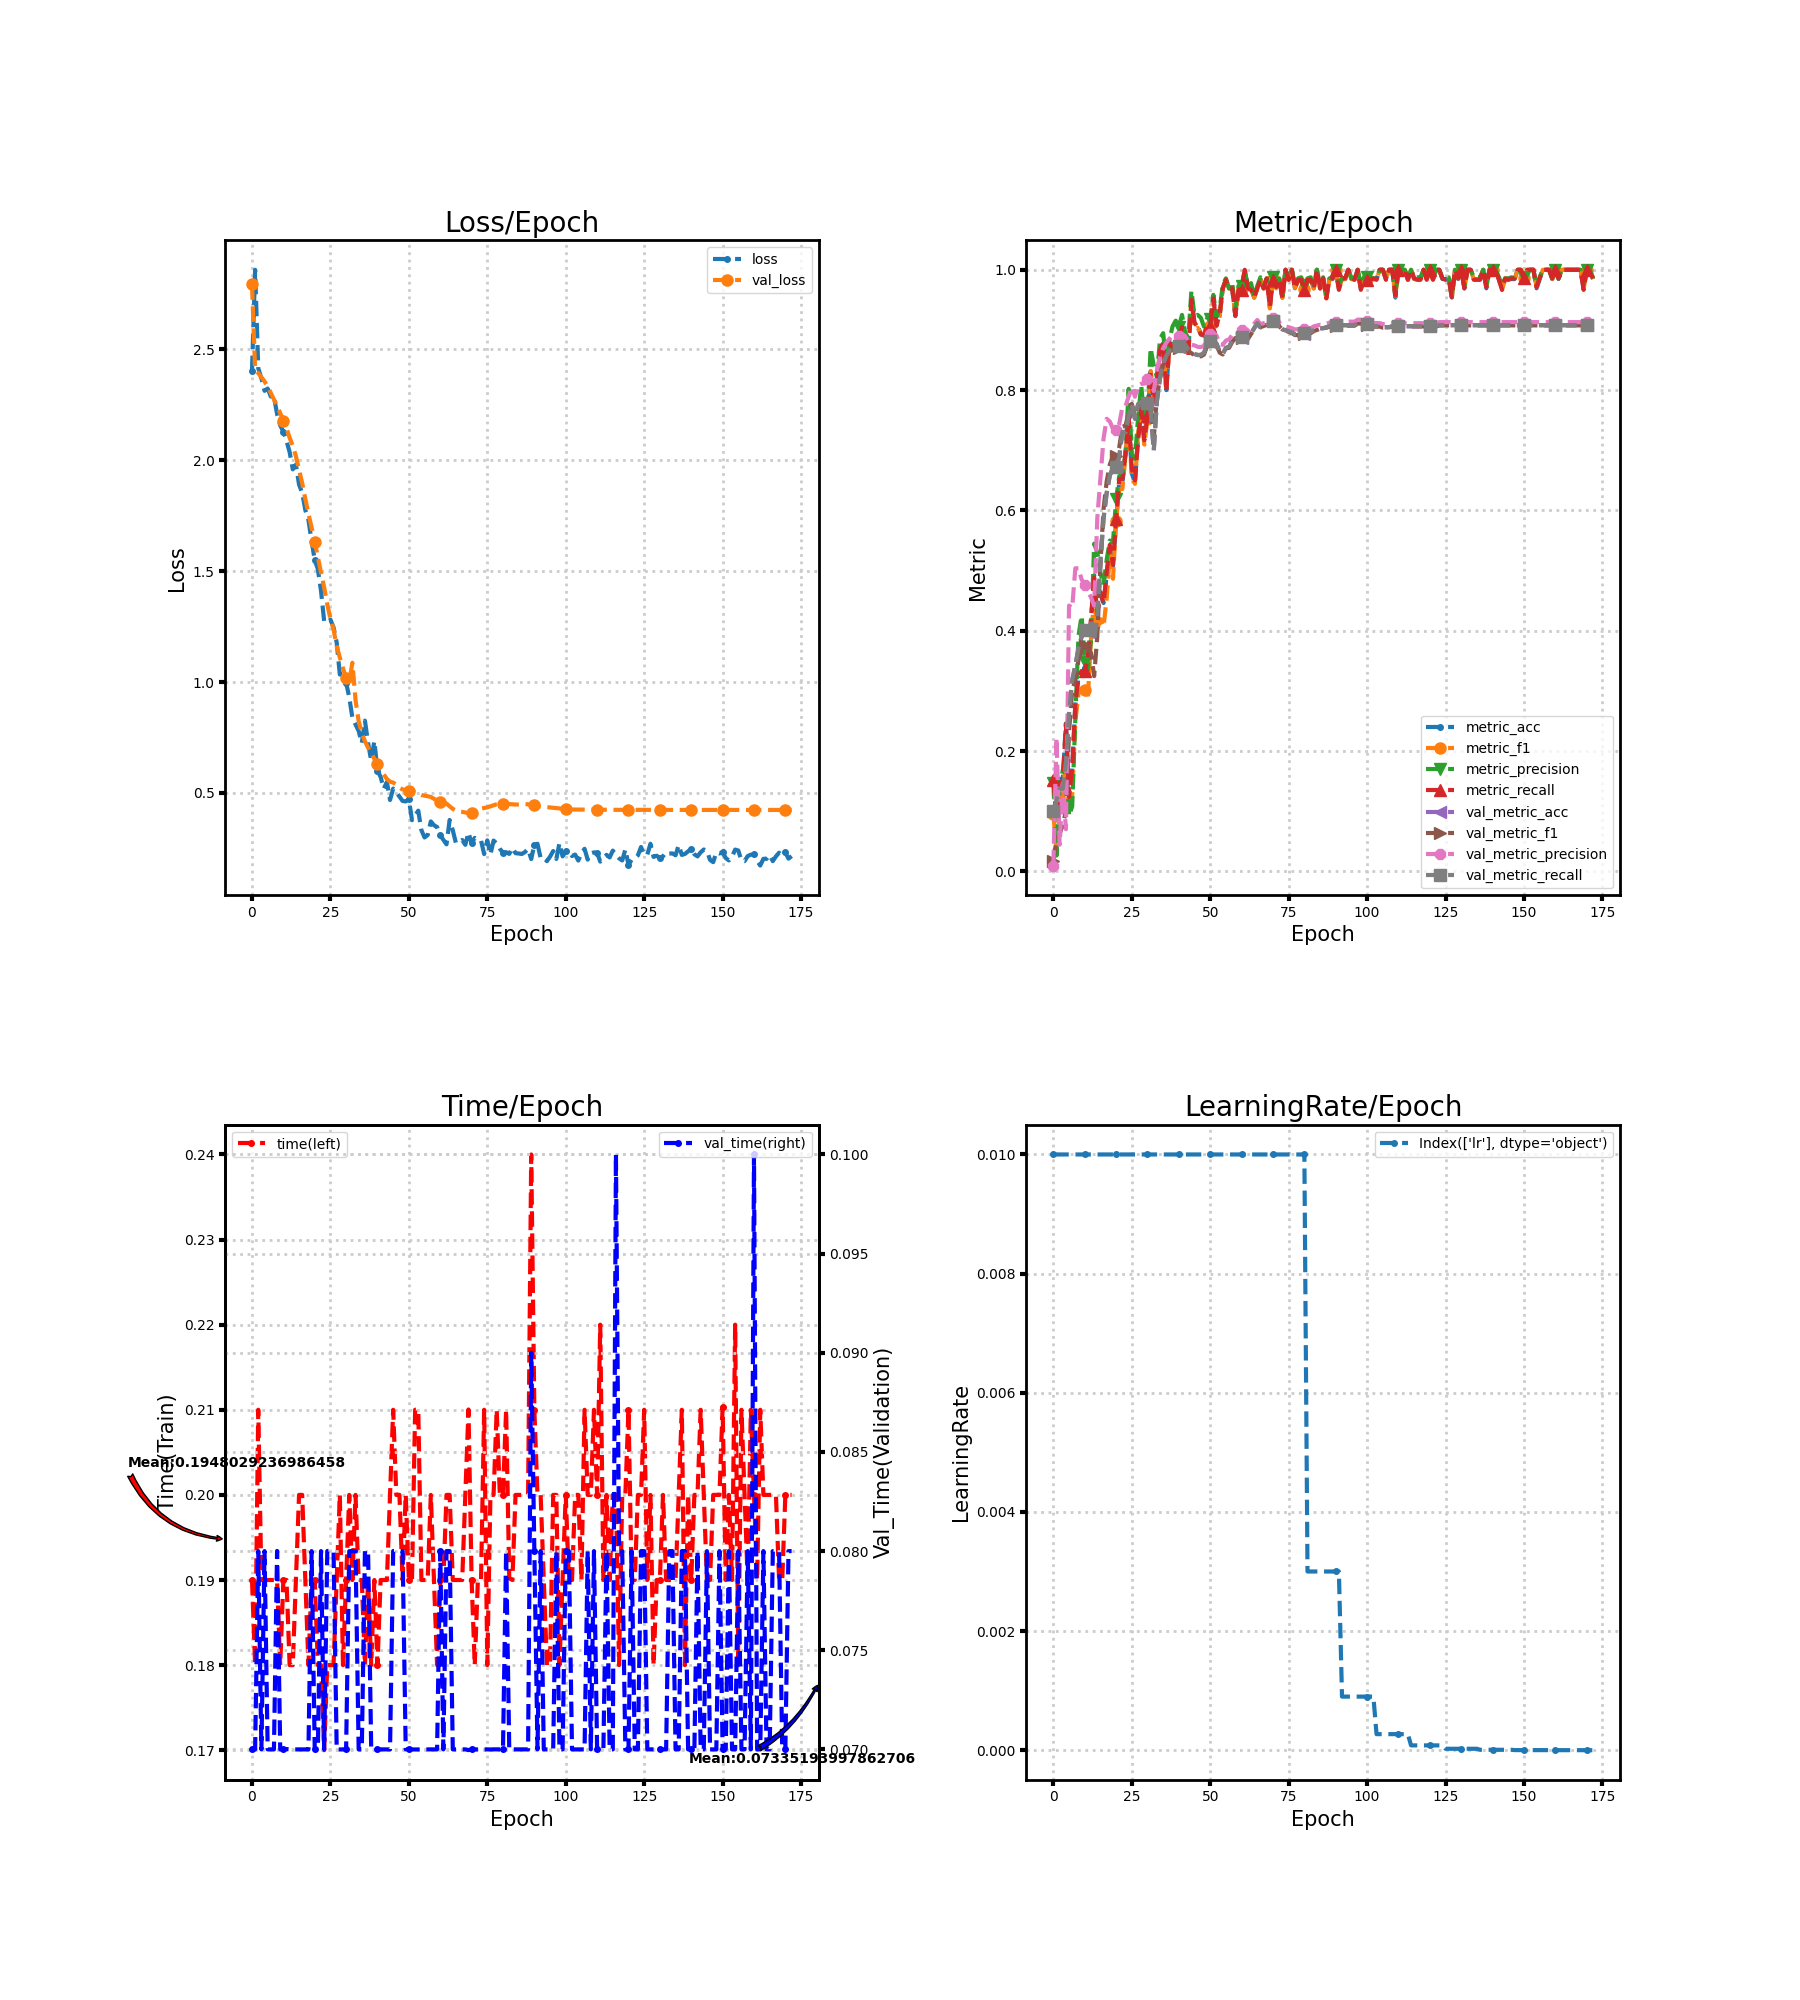 Loss/Epoch
loss
val_loss
2.5
2.0
1.5
1.0
0.5
Loss
0 25 50 75 100 125 150 175
Epoch
Metric/Epoch
1.0
0.8
0.6
0.4
0.2
0.0
Metric
metric_acc
metric_f1
metric_precision
metric_recall
val_metric_acc
val_metric_f1
val_metric_precision
val_metric_recall
0 25 50 75 100 125 150 175
Epoch
Time/Epoch
time(left)
val_time(right)
0.24
0.23
0.22
0.21
0.20
0.19
0.18
0.17
Time(Train)
Mean:0.1948029236986458
0.100
0.095
0.090
0.085
0.080
0.075
0.070
Val_Time(Validation)
Mean:0.07335193997862706
0 25 50 75 100 125 150 175
Epoch
LearningRate/Epoch
Index(['lr'], dtype='object')
0.010
0.008
0.006
0.004
0.002
0.000
LearningRate
0 25 50 75 100 125 150 175
Epoch